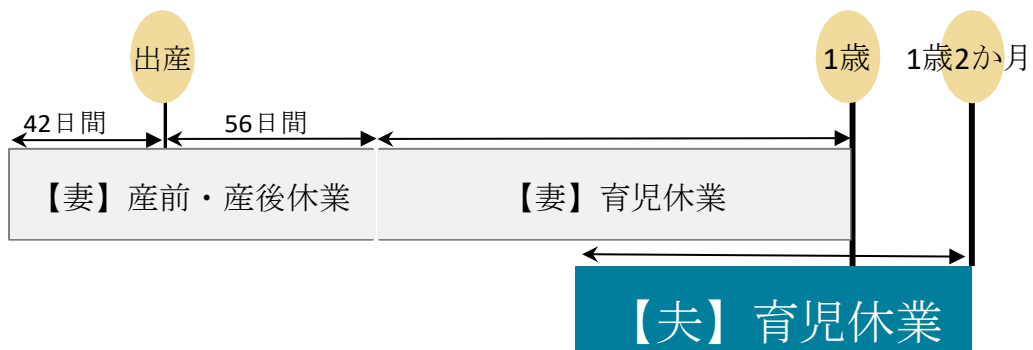 出産
1歳
1歳2か月
42日間
56日間
【妻】産前・産後休業
【妻】育児休業
【夫】育児休業